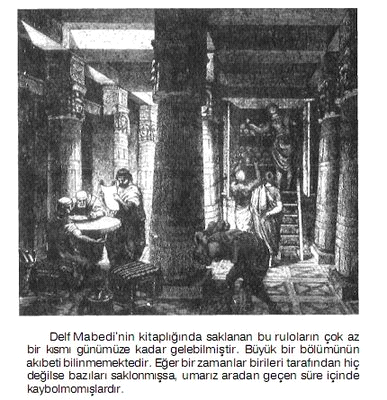 Delf Mabedi'nin kitaplığında saklanan bu ruloların çok az
bir kısmı günümüze kadar gelebilmiştir. Büyük bir bölümünün
akıbeti bilinmemektedir. Eğer bir zamanlar birileri tarafından hiç
değilse bazıları saklonmışsa, umarız aradan geçen süre içinde
kaybolmomışlardır.